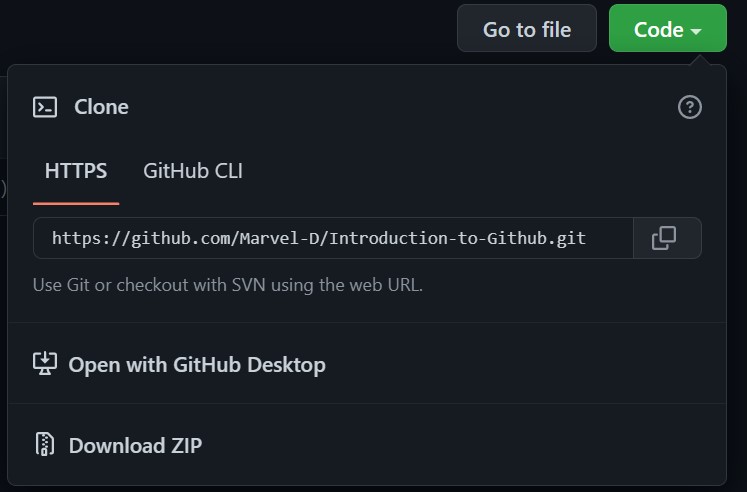 Go to file
Code
Clone
HTTPS
GitHub CLI
https://github.com/Marvel-D/Introduction-to-Github.git
Use Git or checkout with SVN using the web URL.
Open with GitHub Desktop
Download ZIP
)